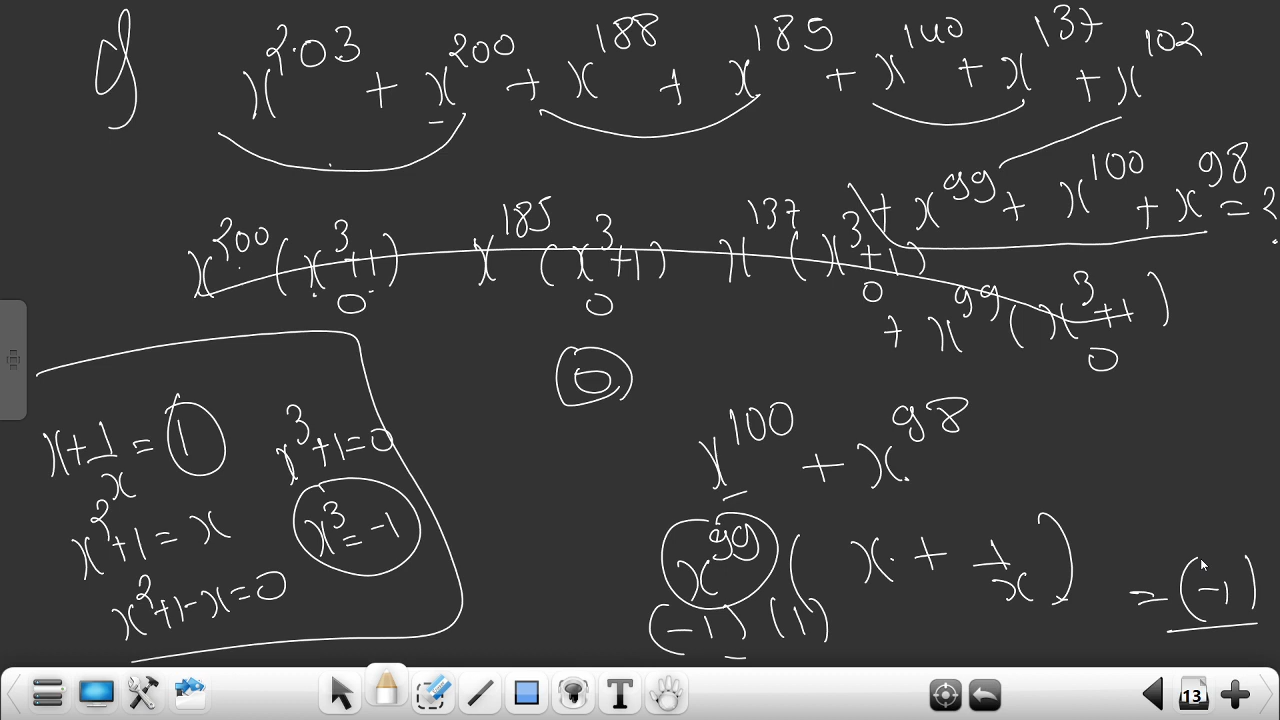 g x^203 + x^200 + x^188 + x^185 + x^140 + x^137 + x^102
+ x^99 + x^100 + x^98 = ?
x^200 (x^3+1) x^185 (x^3+1) x^137 (x^3+1)
0 0 0
+ x^99 (x^3+1)
0
0
x + 1/x = 1
x^2+1 = x
x^2+1-x=0
x^3+1=0
x^3=-1
x^100 + x^98
x^99 (x + 1/x)
(-1) (1) = (-1)
13